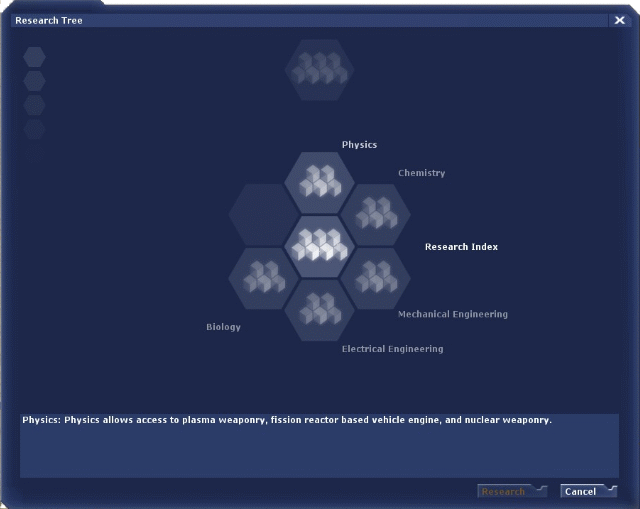 Research Tree
Physics
Chemistry
Research Index
Mechanical Engineering
Biology
Electrical Engineering
Physics: Physics allows access to plasma weaponry, fission reactor based vehicle engine, and nuclear weaponry.
Research
Cancel